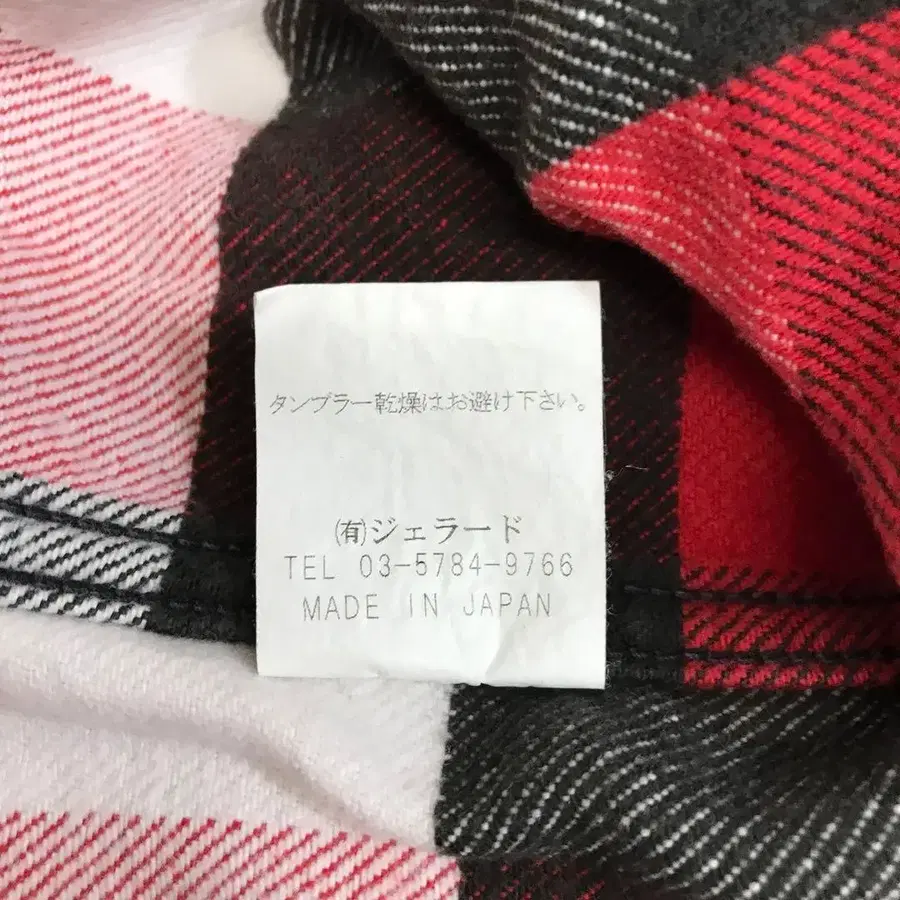 タンブラー乾燥はお避け下さい。
(有)ジェラード
TEL 03-5784-9766
MADE IN JAPAN